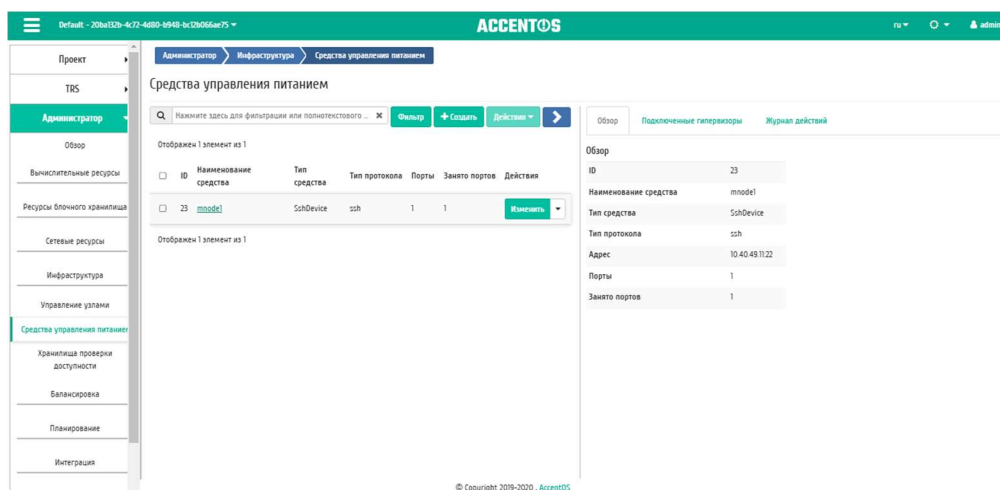 Default - 20ba132b-4c72-4d80-b948-bc12b066ae75
ACCENTOS
ru
admin
Проект
TRS
Администратор
Обзор
Вычислительные ресурсы
Ресурсы блочного хранилища
Сетевые ресурсы
Инфраструктура
Управление узлами
Средства управления питанием
Хранилища проверки
доступности
Балансировка
Планирование
Интеграция
Администратор Инфраструктура Средства управления питанием
Средства управления питанием
Нажмите здесь для фильтрации или полнотекстового ... Фильтр + Создать Действия
Отображен 1 элемент из 1
ID Наименование средства Тип средства Тип протокола Порты Занято портов Действия
23 mnode1 SshDevice ssh 1 1 Изменить
Отображен 1 элемент из 1
Обзор Подключенные гипервизоры Журнал действий
Обзор
ID 23
Наименование средства mnode1
Тип средства SshDevice
Тип протокола ssh
Адрес 10.40.49.11:22
Порты 1
Занято портов 1
© Copyright 2019-2020 . AccentOS